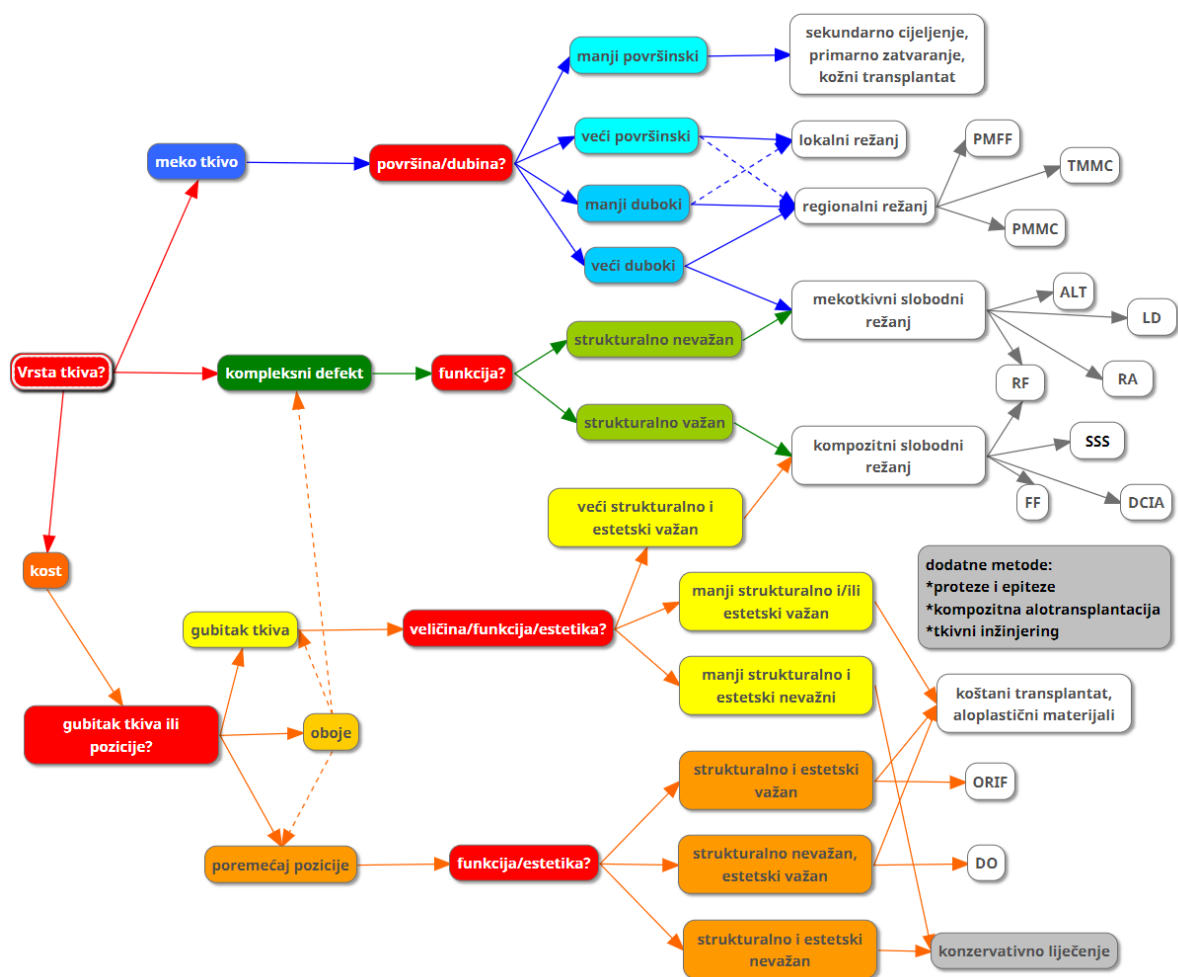 manji površinski
sekundarno cijeljenje,
primarno zatvaranje,
kožni transplantat
veći površinski
lokalni režanj
PMFF
meko tkivo
površina/dubina?
TMMC
manji duboki
regionalni režanj
PMMC
veći duboki
mekotkivni slobodni
režanj
ALT
LD
strukturalno nevažan
Vrsta tkiva?
kompleksni defekt
funkcija?
RF
RA
strukturalno važan
kompozitni slobodni
režanj
SSS
FF
DCIA
veći strukturalno i
estetski važan
kost
dodatne metode:
*proteze i epiteze
*kompozitna alotransplantacija
*tkivni inžinjering
manji strukturalno i/ili
estetski važan
gubitak tkiva
veličina/funkcija/estetika?
manji strukturalno i
estetski nevažni
koštani transplantat,
aloplastični materijali
gubitak tkiva ili
pozicije?
oboje
strukturalno i estetski
važan
ORIF
poremećaj pozicije
funkcija/estetika?
strukturalno nevažan,
estetski važan
DO
strukturalno i estetski
nevažan
konzervativno liječenje